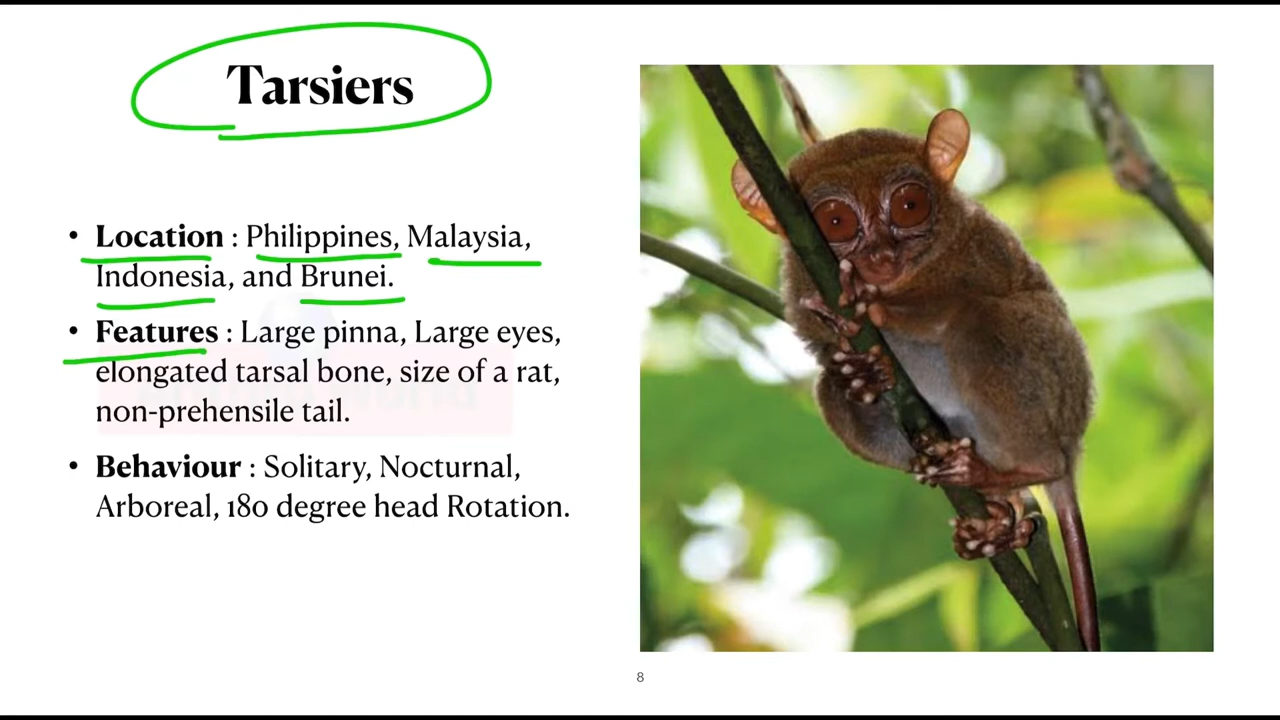 Tarsiers
• Location : Philippines, Malaysia,
Indonesia, and Brunei.
• Features : Large pinna, Large eyes,
elongated tarsal bone, size of a rat,
non-prehensile tail.
• Behaviour : Solitary, Nocturnal,
Arboreal, 180 degree head Rotation.
8